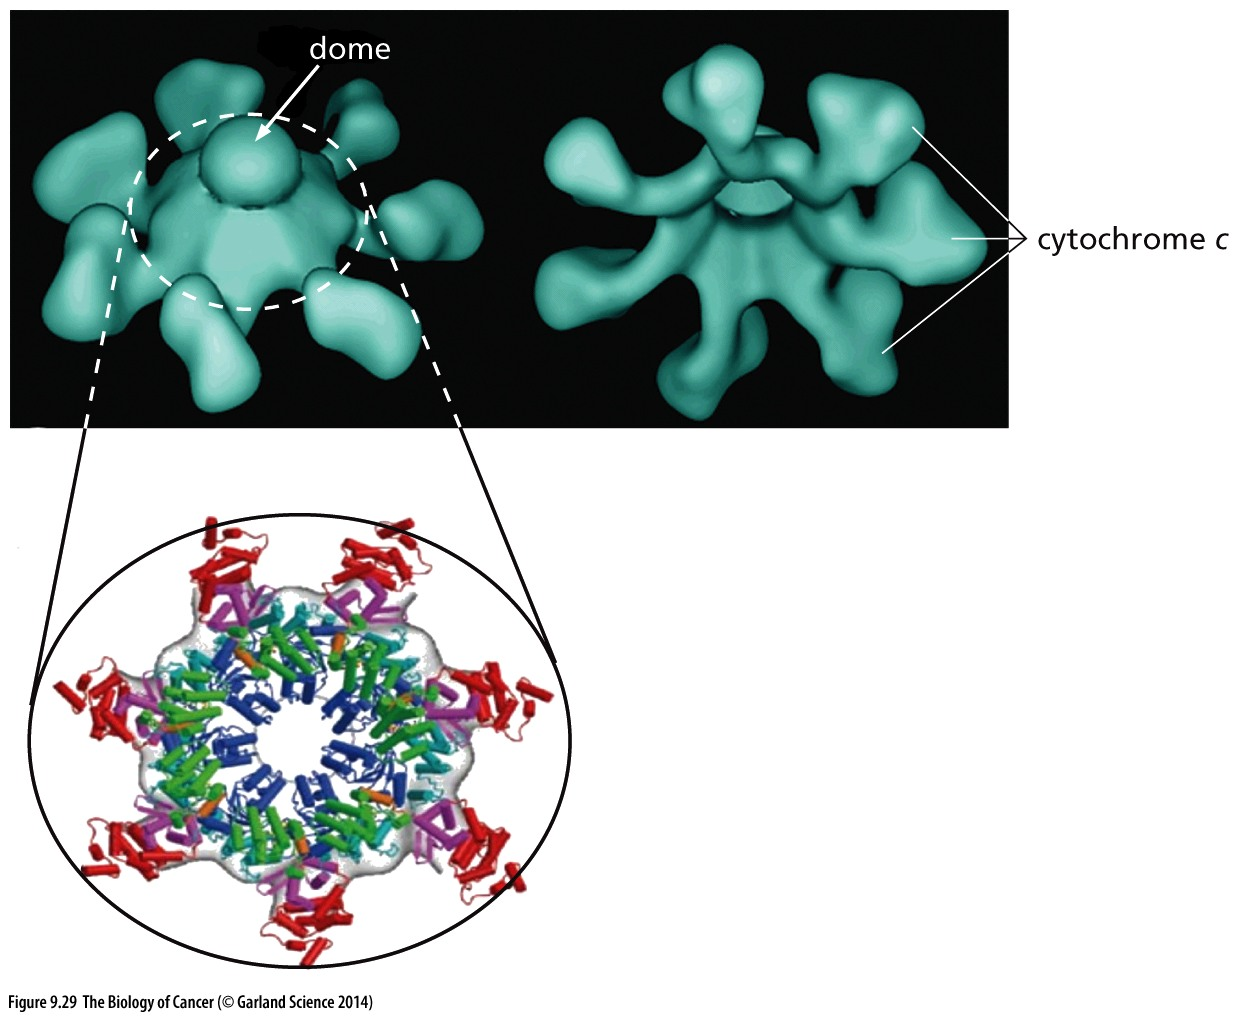 dome
cytochrome c
Figure 9.29 The Biology of Cancer (© Garland Science 2014)